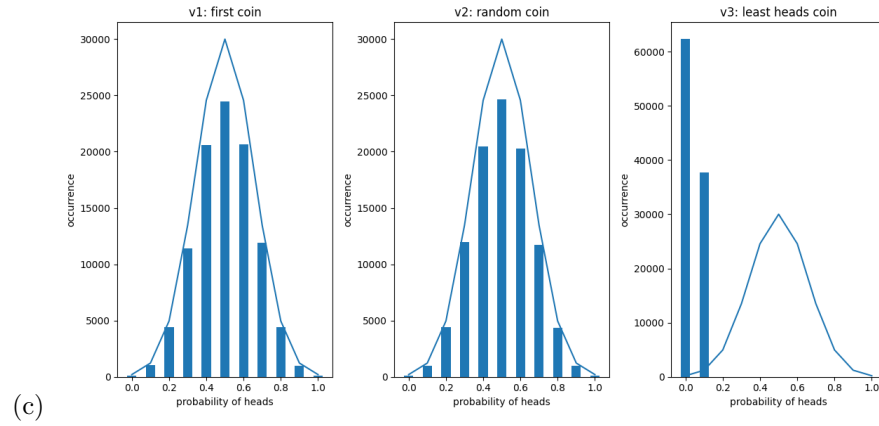 v1: first coin
30000
25000
20000
15000
10000
5000
0
occurrence
0.0 0.2 0.4 0.6 0.8 1.0
probability of heads
v2: random coin
30000
25000
20000
15000
10000
5000
0
occurrence
0.0 0.2 0.4 0.6 0.8 1.0
probability of heads
v3: least heads coin
60000
50000
40000
30000
20000
10000
0
occurrence
0.0 0.2 0.4 0.6 0.8 1.0
probability of heads
(c)